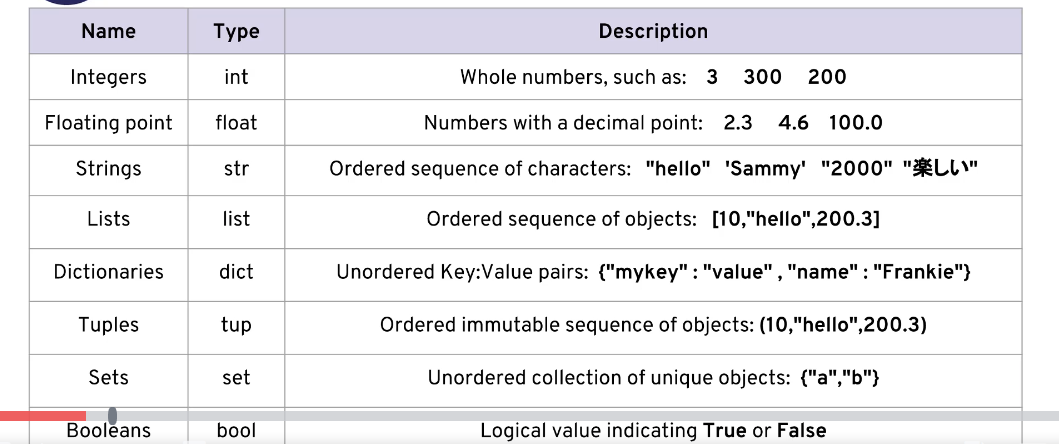 Name Type Description
Integers int Whole numbers, such as: 3 300 200
Floating point float Numbers with a decimal point: 2.3 4.6 100.0
Strings str Ordered sequence of characters: "hello" 'Sammy' "2000" "楽しい"
Lists list Ordered sequence of objects: [10,"hello",200.3]
Dictionaries dict Unordered Key:Value pairs: {"mykey" : "value" , "name" : "Frankie"}
Tuples tup Ordered immutable sequence of objects: (10,"hello",200.3)
Sets set Unordered collection of unique objects: {"a","b"}
Booleans bool Logical value indicating True or False